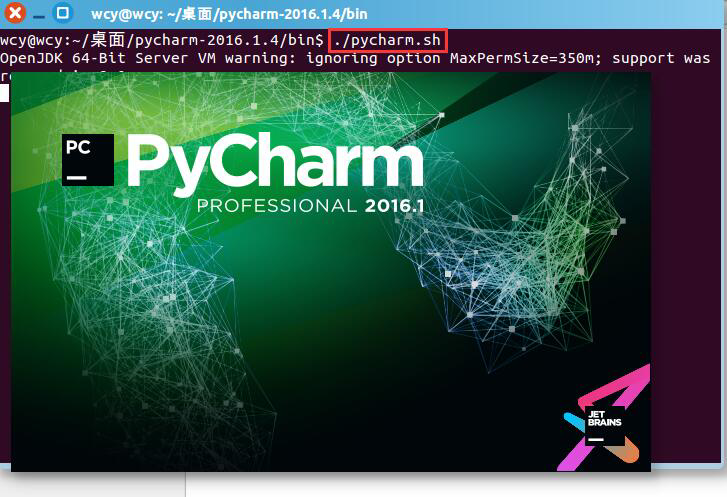 wcy@wcy: ~/桌面/pycharm-2016.1.4/bin
wcy@wcy:~/桌面/pycharm-2016.1.4/bin$ ./pycharm.sh
OpenJDK 64-Bit Server VM warning: ignoring option MaxPermSize=350m; support was
PC
PyCharm
PROFESSIONAL 2016.1
JET
BRAINS